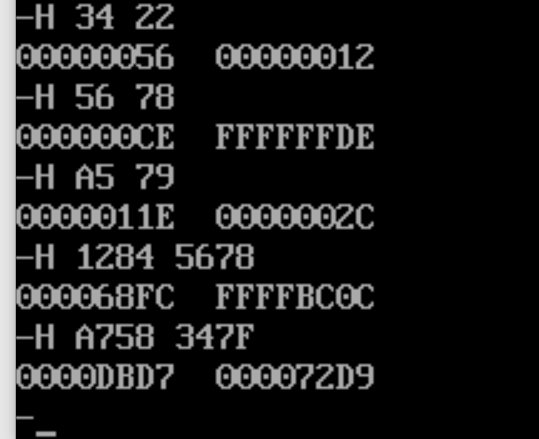 -H 34 22
00000056  00000012
-H 56 78
000000CE  FFFFFFDE
-H A5 79
0000011E  0000002C
-H 1284 5678
000068FC  FFFFBC0C
-H A758 347F
0000DBD7  000072D9
-_